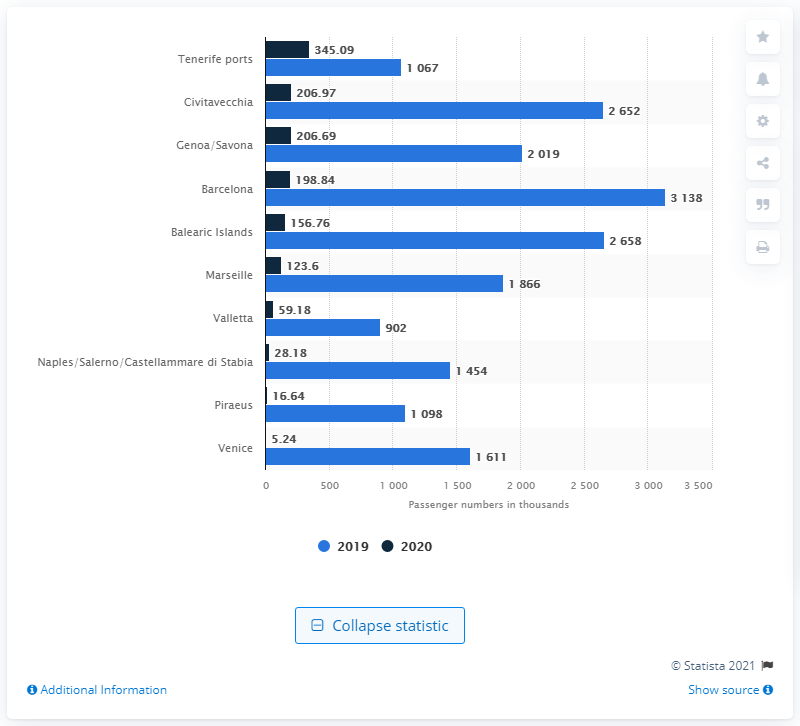 Tenerife ports
345.09
1 067
Civitavecchia
206.97
2 652
Genoa/Savona
206.69
2 019
Barcelona
198.84
3 138
Balearic Islands
156.76
2 658
Marseille
123.6
1 866
Valletta
59.18
902
Naples/Salerno/Castellammare di Stabia
28.18
1 454
Piraeus
16.64
1 098
Venice
5.24
1 611
0 500 1 000 1 500 2 000 2 500 3 000 3 500
Passenger numbers in thousands
2019 2020
Collapse statistic
© Statista 2021
Additional Information
Show source